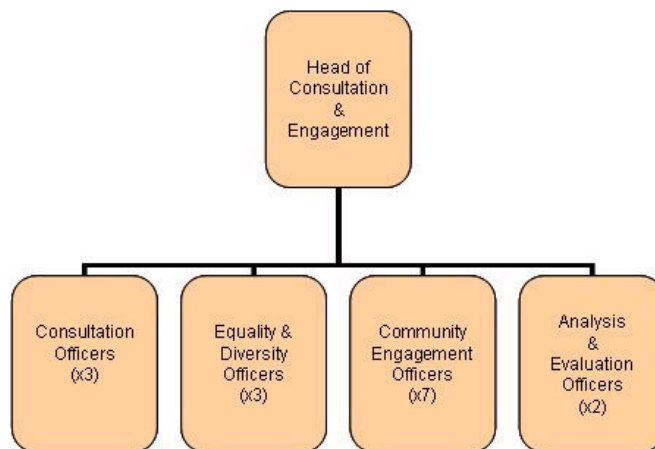 Head of
Consultation
&
Engagement
Consultation
Officers
(x3)
Equality &
Diversity
Officers
(x3)
Community
Engagement
Officers
(x7)
Analysis
&
Evaluation
Officers
(x2)